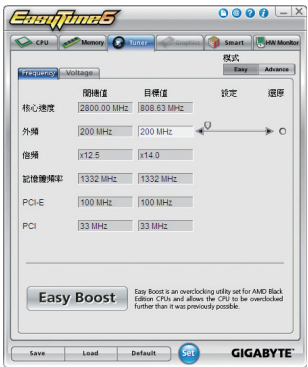 EasyTune6
CPU Memory Tuner Graphics Smart HW Monitor
模式
Easy Advance
Frequency Voltage
開機值 目標值 設定 還原
核心速度 2800.00 MHz 808.63 MHz
外頻 200 MHz 200 MHz
倍頻 x12.5 x14.0
記憶體頻率 1332 MHz 1332 MHz
PCI-E 100 MHz 100 MHz
PCI 33 MHz 33 MHz
Easy Boost
Easy Boost is an overclocking utility set for AMD Black
Edition CPUs and allows the CPU to be overclocked
further than it was previously possible.
Save Load Default Set GIGABYTE